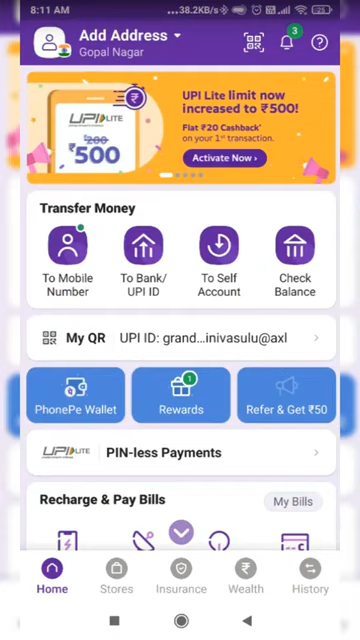 8:11 AM
...38.2KB/s
Add Address
Gopal Nagar
3
UPI Lite limit now
increased to ₹500!
UPI LITE
₹200
₹500
Flat ₹20 Cashback*
on your 1st transaction.
Activate Now
Transfer Money
To Mobile Number
To Bank/ UPI ID
To Self Account
Check Balance
My QR UPI ID: grand...inivasulu@axl
1
PhonePe Wallet
Rewards
Refer & Get ₹50
UPI LITE PIN-less Payments
Recharge & Pay Bills
My Bills
Home
Stores
Insurance
Wealth
History